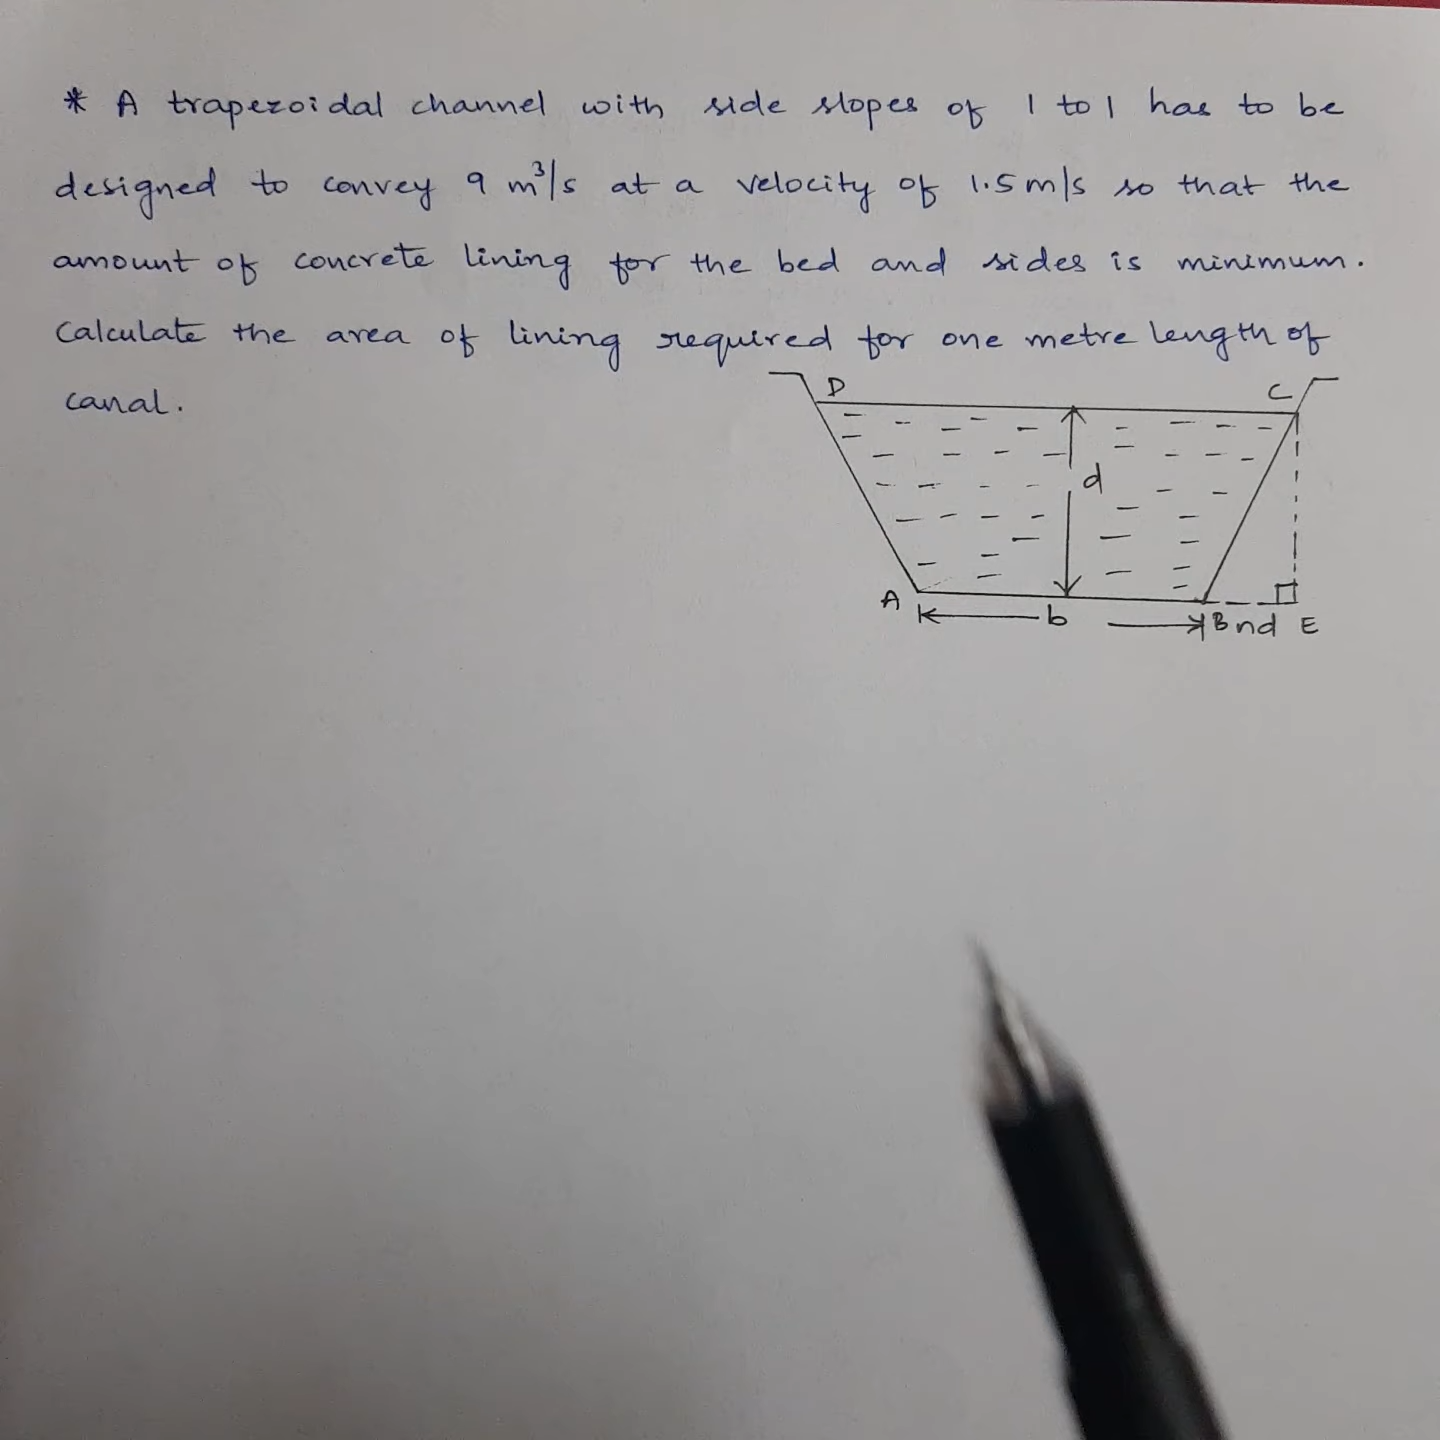 * A trapezoidal channel with side slopes of 1 to 1 has to be
designed to convey 9 m³/s at a velocity of 1.5 m/s so that the
amount of concrete lining for the bed and sides is minimum.
Calculate the area of lining required for one metre length of
canal.
D C
d
A b B nd E